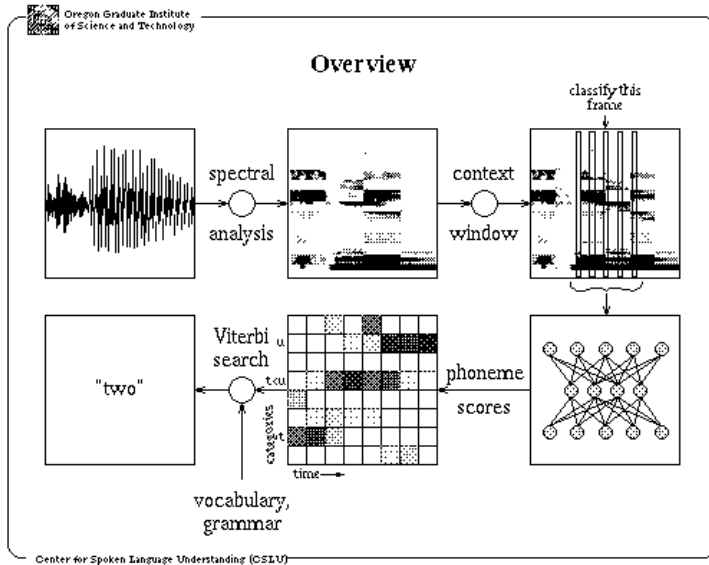 Oregon Graduate Institute
of Science and Technology
Overview
classify this
frame
spectral
analysis
context
window
"two"
Viterbi
search
u
t<u
t
categories
time
vocabulary,
grammar
phoneme
scores
Center for Spoken Language Understanding (CSLU)